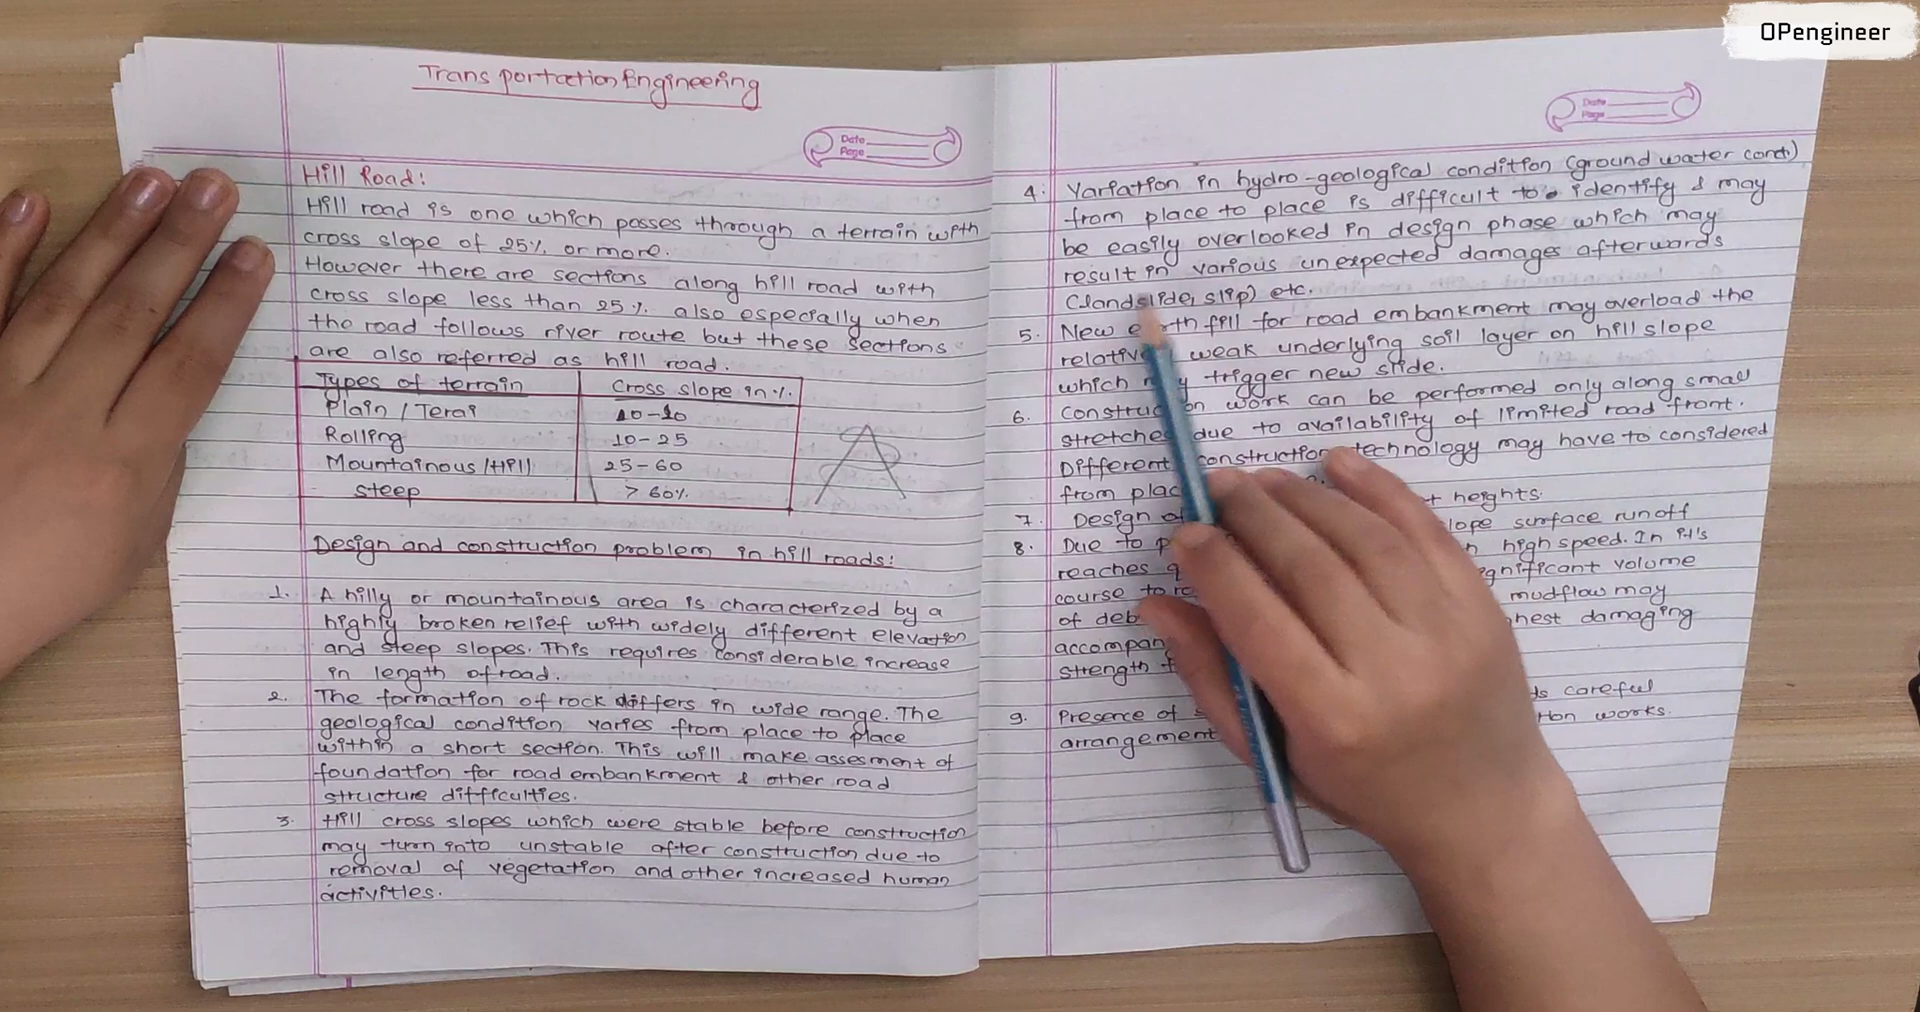 OPengineer
Transportation Engineering
Date
Page
Hill Road:
Hill road is one which passes through a terrain with
cross slope of 25% or more.
However there are sections along hill road with
cross slope less than 25% also especially when
the road follows river route but these sections
are also referred as hill road.
Types of terrain | Cross slope in %.
Plain / Terai
Rolling | 10-25
Mountainous / Hill | 25-60
steep | > 60%
Design and construction problem in hill roads:
1. A hilly or mountainous area is characterized by a
highly broken relief with widely different elevation
and steep slopes. This requires considerable increase
in length of road.
2. The formation of rock differs in wide range. The
geological condition varies from place to place
within a short section. This will make assesment of
foundation for road embankment & other road
structure difficulties.
3. Hill cross slopes which were stable before construction
may turn into unstable after construction due to
removal of vegetation and other increased human
activities.
Date
Page
4. Variation in hydro-geological condition (ground water cond.)
from place to place is difficult to identify & may
be easily overlooked in design phase which may
result in various unexpected damages afterwards
(landslide, slip) etc.
5. New earth fill for road embankment may overload the
weak underlying soil layer on hill slope
which may trigger new slide.
6. Construction work can be performed only along small
stretches due to availability of limited road front.
Different construction technology may have to considered
from
7. Design of heights.
8. Due to slope surface runoff
reaches high speed. In it's
course to significant volume
of mudflow may
damaging
strength
9. Presence of careful
arrangement works.